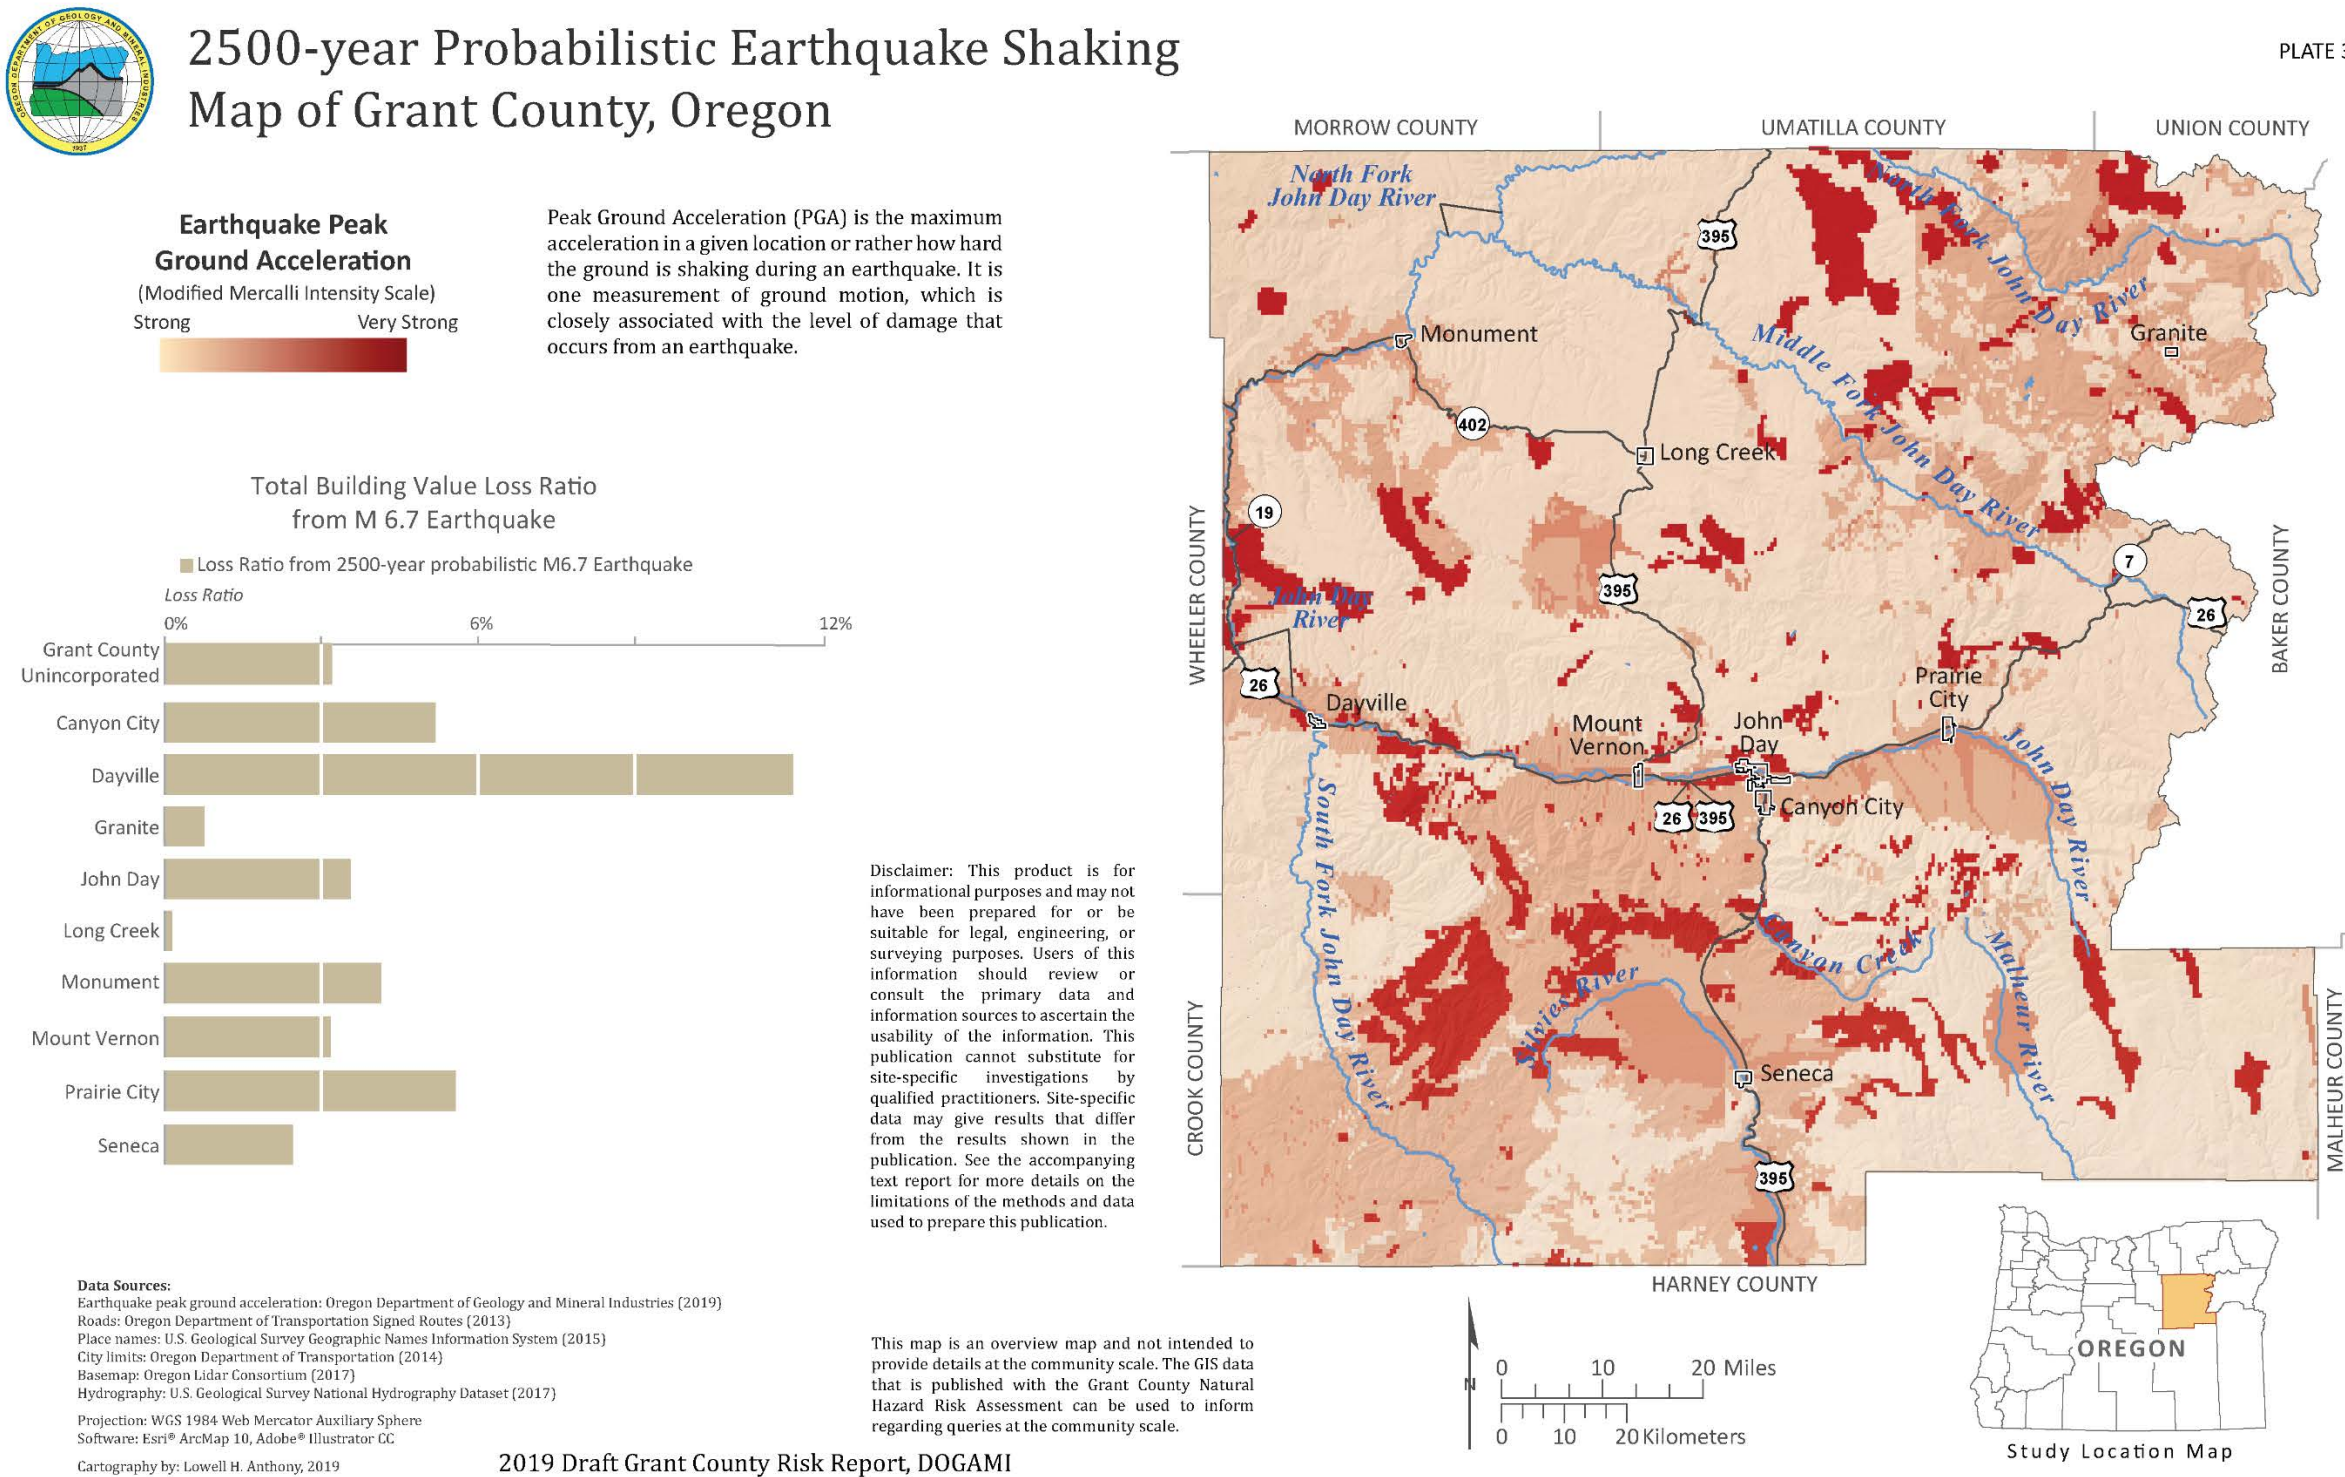 OREGON DEPARTMENT OF GEOLOGY AND MINERAL INDUSTRIES
1937
2500-year Probabilistic Earthquake Shaking
Map of Grant County, Oregon
PLATE 3
Earthquake Peak
Ground Acceleration
(Modified Mercalli Intensity Scale)
Strong Very Strong
Peak Ground Acceleration (PGA) is the maximum
acceleration in a given location or rather how hard
the ground is shaking during an earthquake. It is
one measurement of ground motion, which is
closely associated with the level of damage that
occurs from an earthquake.
Total Building Value Loss Ratio
from M 6.7 Earthquake
Loss Ratio from 2500-year probabilistic M6.7 Earthquake
Loss Ratio
0% 6% 12%
Grant County
Unincorporated
Canyon City
Dayville
Granite
John Day
Long Creek
Monument
Mount Vernon
Prairie City
Seneca
Disclaimer: This product is for
informational purposes and may not
have been prepared for or be
suitable for legal, engineering, or
surveying purposes. Users of this
information should review or
consult the primary data and
information sources to ascertain the
usability of the information. This
publication cannot substitute for
site-specific investigations by
qualified practitioners. Site-specific
data may give results that differ
from the results shown in the
publication. See the accompanying
text report for more details on the
limitations of the methods and data
used to prepare this publication.
Data Sources:
Earthquake peak ground acceleration: Oregon Department of Geology and Mineral Industries (2019)
Roads: Oregon Department of Transportation Signed Routes (2013)
Place names: U.S. Geological Survey Geographic Names Information System (2015)
City limits: Oregon Department of Transportation (2014)
Basemap: Oregon Lidar Consortium (2017)
Hydrography: U.S. Geological Survey National Hydrography Dataset (2017)
Projection: WGS 1984 Web Mercator Auxiliary Sphere
Software: Esri® ArcMap 10, Adobe® Illustrator CC
Cartography by: Lowell H. Anthony, 2019
2019 Draft Grant County Risk Report, DOGAMI
This map is an overview map and not intended to
provide details at the community scale. The GIS data
that is published with the Grant County Natural
Hazard Risk Assessment can be used to inform
regarding queries at the community scale.
MORROW COUNTY
UMATILLA COUNTY
UNION COUNTY
North Fork
John Day River
395
North Fork John Day River
Monument
Middle Fork John Day River
Granite
402
Long Creek
19
WHEELER COUNTY
BAKER COUNTY
395
7
John Day
River
26
26
Prairie
City
Dayville
Mount
Vernon
John
Day
26
395
Canyon City
John Day River
South Fork John Day River
Canyon Creek
Silvies River
Malheur River
Seneca
CROOK COUNTY
MALHEUR COUNTY
395
HARNEY COUNTY
N
0 10 20 Miles
0 10 20 Kilometers
OREGON
Study Location Map